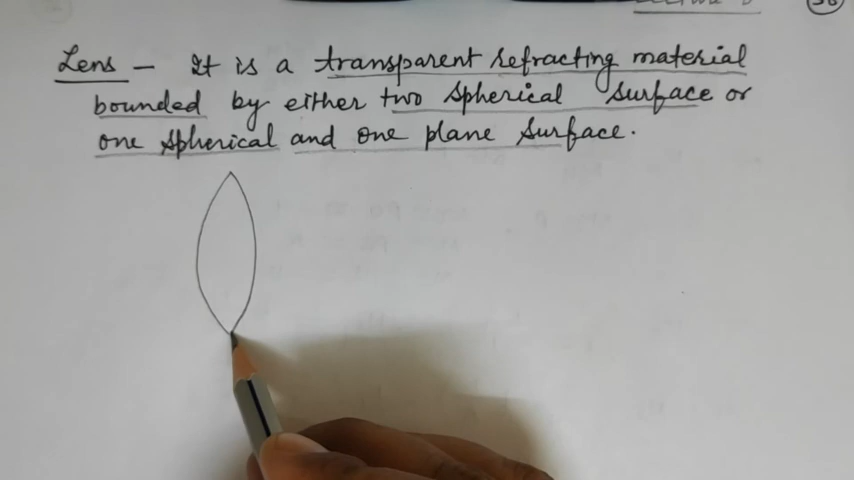 Lens - It is a transparent refracting material
bounded by either two spherical surface or
one spherical and one plane surface.